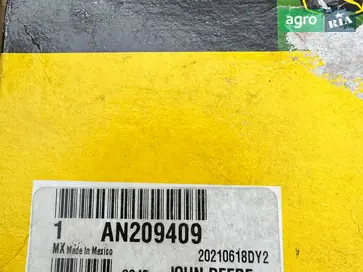 agro
RIA
1 AN209409
MX Made in Mexico
20210618DY2
JOHN DEERE